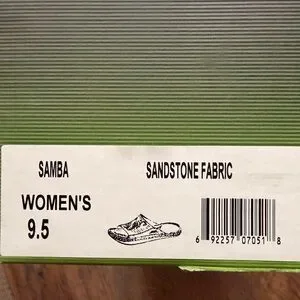 SAMBA SANDSTONE FABRIC
WOMEN'S
9.5
6 92257 07051 8